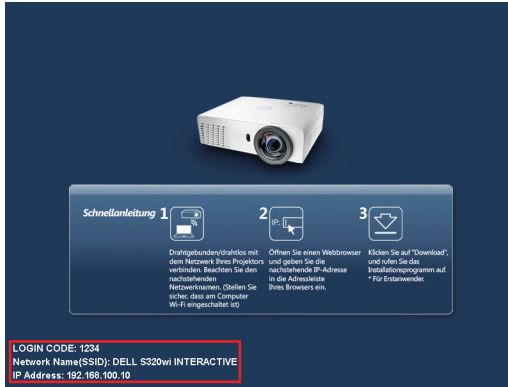 Schnellanleitung
1
Drahtgebunden/drahtlos mit
dem Netzwerk Ihres Projektors
verbinden. Beachten Sie den
nachstehenden
Netzwerknamen. (Stellen Sie
sicher, dass am Computer
Wi-Fi eingeschaltet ist)
2
IP:
Öffnen Sie einen Webbrowser
und geben Sie die
nachstehende IP-Adresse
in die Adressleiste
Ihres Browsers ein.
3
Klicken Sie auf "Download",
und rufen Sie das
Installationsprogramm auf.
* Für Erstanwender.
LOGIN CODE: 1234
Network Name(SSID): DELL S320wi INTERACTIVE
IP Address: 192.168.100.10